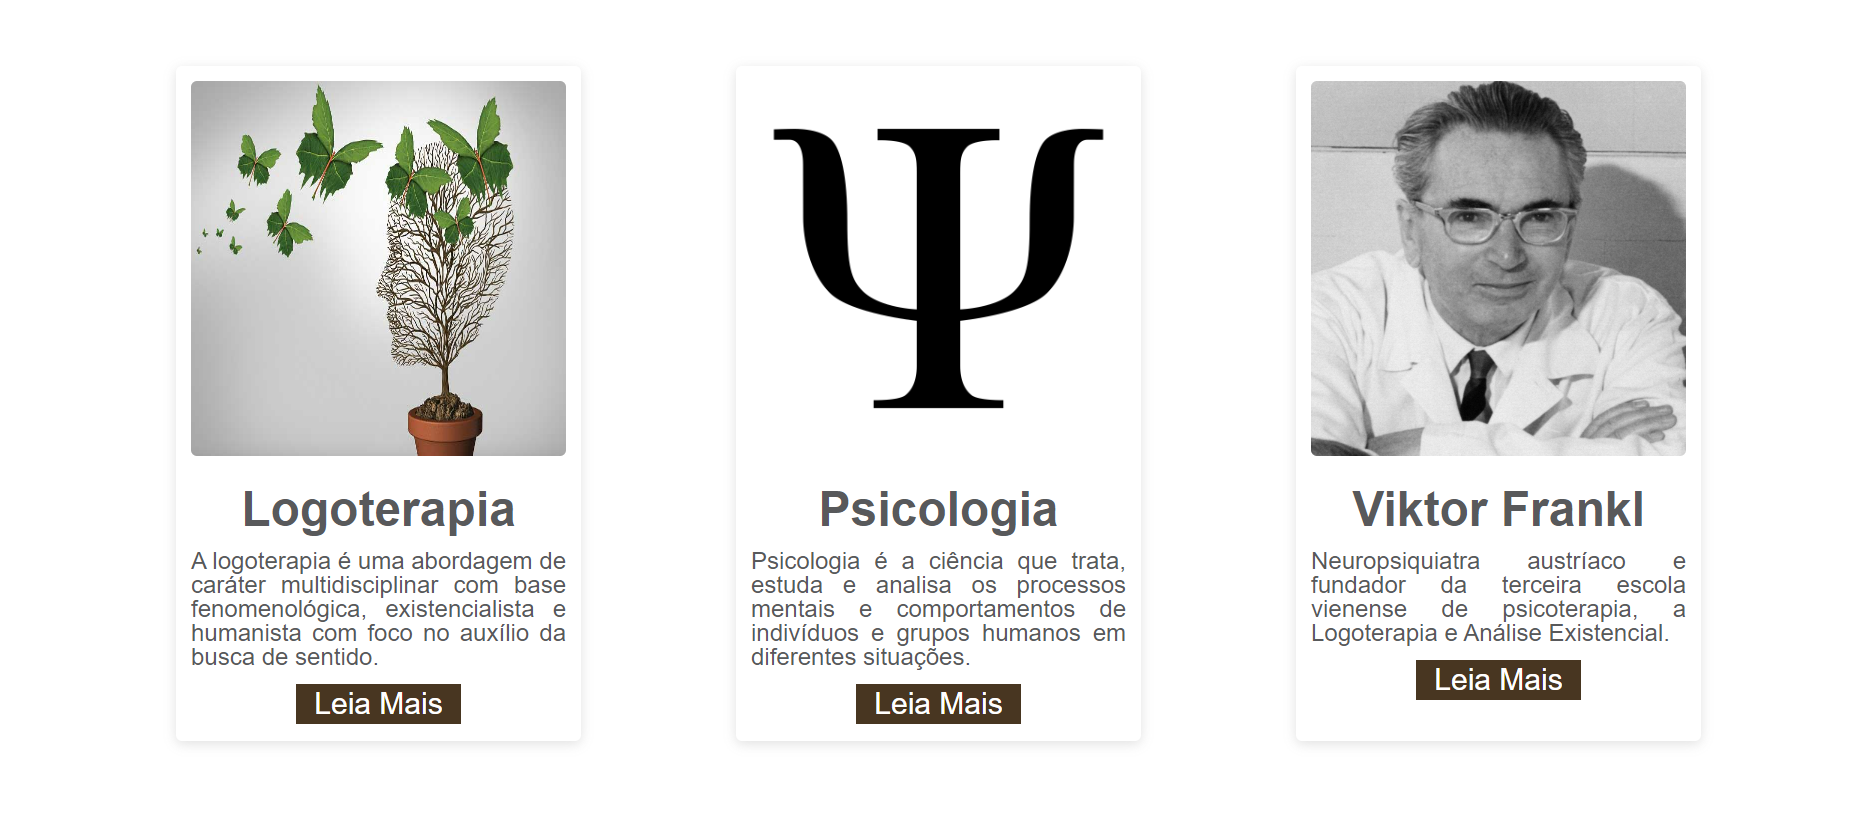 Ψ
Logoterapia
A logoterapia é uma abordagem de
caráter multidisciplinar com base
fenomenológica, existencialista e
humanista com foco no auxílio da
busca de sentido.
Leia Mais
Psicologia
Psicologia é a ciência que trata,
estuda e analisa os processos
mentais e comportamentos de
indivíduos e grupos humanos em
diferentes situações.
Leia Mais
Viktor Frankl
Neuropsiquiatra austríaco e
fundador da terceira escola
vienense de psicoterapia, a
Logoterapia e Análise Existencial.
Leia Mais